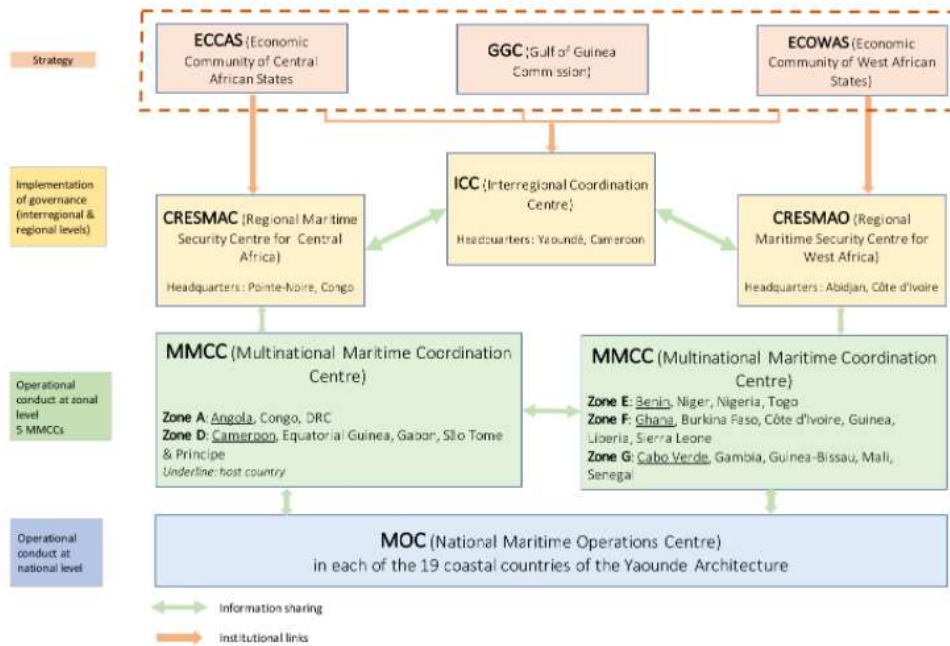 Strategy
ECCAS (Economic
Community of Central
African States
GGC (Gulf of Guinea
Commission)
ECOWAS (Economic
Community of West African
States)
Implementation
of governance
(interregional &
regional levels)
CRESMAC (Regional Maritime
Security Centre for Central
Africa)
Headquarters : Pointe-Noire, Congo
ICC (Interregional Coordination
Centre)
Headquarters : Yaoundé, Cameroon
CRESMAO (Regional
Maritime Security Centre for
West Africa)
Headquarters : Abidjan, Côte d'Ivoire
Operational
conduct at zonal
level
5 MMCCs
MMCC (Multinational Maritime Coordination
Centre)
Zone A: Angola, Congo, DRC
Zone D: Cameroon, Equatorial Guinea, Gabon, São Tome
& Principe
Underline: host country
MMCC (Multinational Maritime Coordination
Centre)
Zone E: Benin, Niger, Nigeria, Togo
Zone F: Ghana, Burkina Faso, Côte d'Ivoire, Guinea,
Liberia, Sierra Leone
Zone G: Cabo Verde, Gambia, Guinea-Bissau, Mali,
Senegal
Operational
conduct at
national level
MOC (National Maritime Operations Centre)
in each of the 19 coastal countries of the Yaounde Architecture
Information sharing
Institutional links